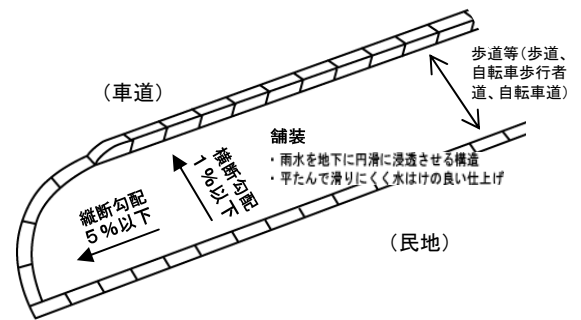 歩道等(歩道、
自転車歩行者
道、自転車道)
(車道)
舗装
・雨水を地下に円滑に浸透させる構造
・平たんで滑りにくく水はけの良い仕上げ
横断勾配
1%以下
縦断勾配
5%以下
(民地)